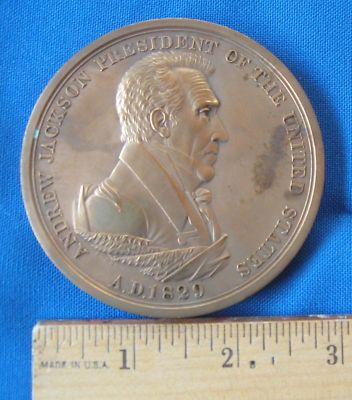 ANDREW JACKSON PRESIDENT OF THE UNITED STATES
A.D.1829
1 2 3
MADE IN U.S.A.